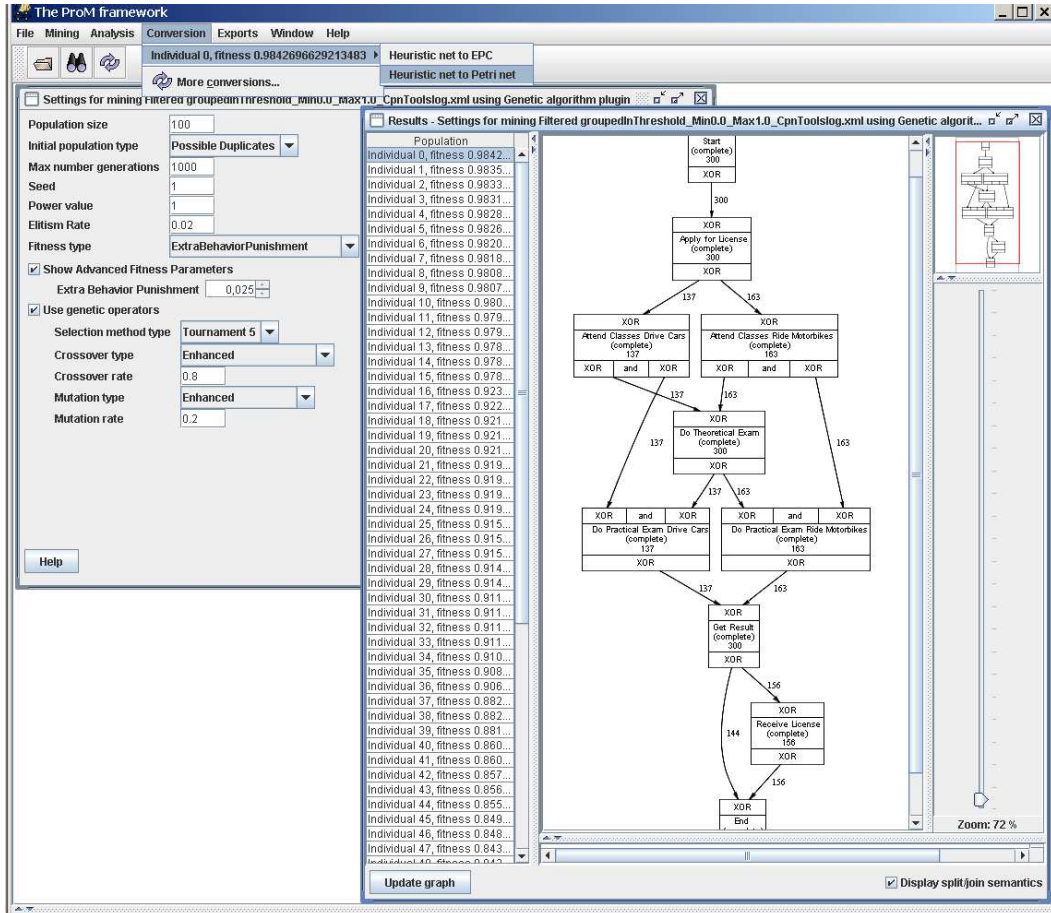 The ProM framework
File Mining Analysis Conversion Exports Window Help
Individual 0, fitness 0.9842696629213483
Heuristic net to EPC
More conversions...
Heuristic net to Petri net
Settings for mining Filtered groupedInThreshold_Min0.0_Max1.0_CpnToolslog.xml using Genetic algorithm plugin
Population size 100
Initial population type Possible Duplicates
Max number generations 1000
Seed 1
Power value 1
Elitism Rate 0.02
Fitness type ExtraBehaviorPunishment
Show Advanced Fitness Parameters
Extra Behavior Punishment 0,025
Use genetic operators
Selection method type Tournament 5
Crossover type Enhanced
Crossover rate 0.8
Mutation type Enhanced
Mutation rate 0.2
Help
Results - Settings for mining Filtered groupedInThreshold_Min0.0_Max1.0_CpnToolslog.xml using Genetic algorit...
Population
Individual 0, fitness 0.9842...
Individual 1, fitness 0.9835...
Individual 2, fitness 0.9833...
Individual 3, fitness 0.9831...
Individual 4, fitness 0.9828...
Individual 5, fitness 0.9826...
Individual 6, fitness 0.9820...
Individual 7, fitness 0.9818...
Individual 8, fitness 0.9808...
Individual 9, fitness 0.9807...
Individual 10, fitness 0.980...
Individual 11, fitness 0.979...
Individual 12, fitness 0.979...
Individual 13, fitness 0.978...
Individual 14, fitness 0.978...
Individual 15, fitness 0.978...
Individual 16, fitness 0.923...
Individual 17, fitness 0.922...
Individual 18, fitness 0.921...
Individual 19, fitness 0.921...
Individual 20, fitness 0.921...
Individual 21, fitness 0.919...
Individual 22, fitness 0.919...
Individual 23, fitness 0.919...
Individual 24, fitness 0.919...
Individual 25, fitness 0.915...
Individual 26, fitness 0.915...
Individual 27, fitness 0.915...
Individual 28, fitness 0.914...
Individual 29, fitness 0.914...
Individual 30, fitness 0.911...
Individual 31, fitness 0.911...
Individual 32, fitness 0.911...
Individual 33, fitness 0.911...
Individual 34, fitness 0.910...
Individual 35, fitness 0.908...
Individual 36, fitness 0.906...
Individual 37, fitness 0.882...
Individual 38, fitness 0.882...
Individual 39, fitness 0.881...
Individual 40, fitness 0.860...
Individual 41, fitness 0.860...
Individual 42, fitness 0.857...
Individual 43, fitness 0.856...
Individual 44, fitness 0.855...
Individual 45, fitness 0.849...
Individual 46, fitness 0.848...
Individual 47, fitness 0.843...
Start
(complete)
300
XOR
300
XOR
Apply for License
(complete)
300
XOR
137 163
XOR
Attend Classes Drive Cars
(complete)
137
XOR and XOR
XOR
Attend Classes Ride Motorbikes
(complete)
163
XOR and XOR
137 163
XOR
Do Theoretical Exam
(complete)
300
XOR
137 163
137 163
XOR and XOR
Do Practical Exam Drive Cars
(complete)
137
XOR
XOR and XOR
Do Practical Exam Ride Motorbikes
(complete)
163
XOR
137 163
XOR
Get Result
(complete)
300
XOR
156
XOR
Receive License
(complete)
156
XOR
144
156
XOR
End
Zoom: 72 %
Update graph
Display split/join semantics